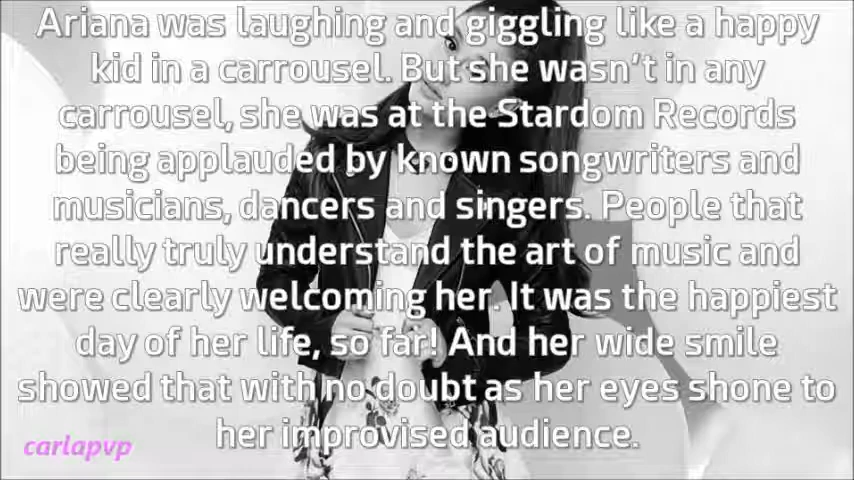 Ariana was laughing and giggling like a happy
kid in a carrousel. But she wasn't in any
carrousel, she was at the Stardom Records
being applauded by known songwriters and
musicians, dancers and singers. People that
really truly understand the art of music and
were clearly welcoming her. It was the happiest
day of her life, so far! And her wide smile
showed that with no doubt as her eyes shone to
her improvised audience.
carlapvp